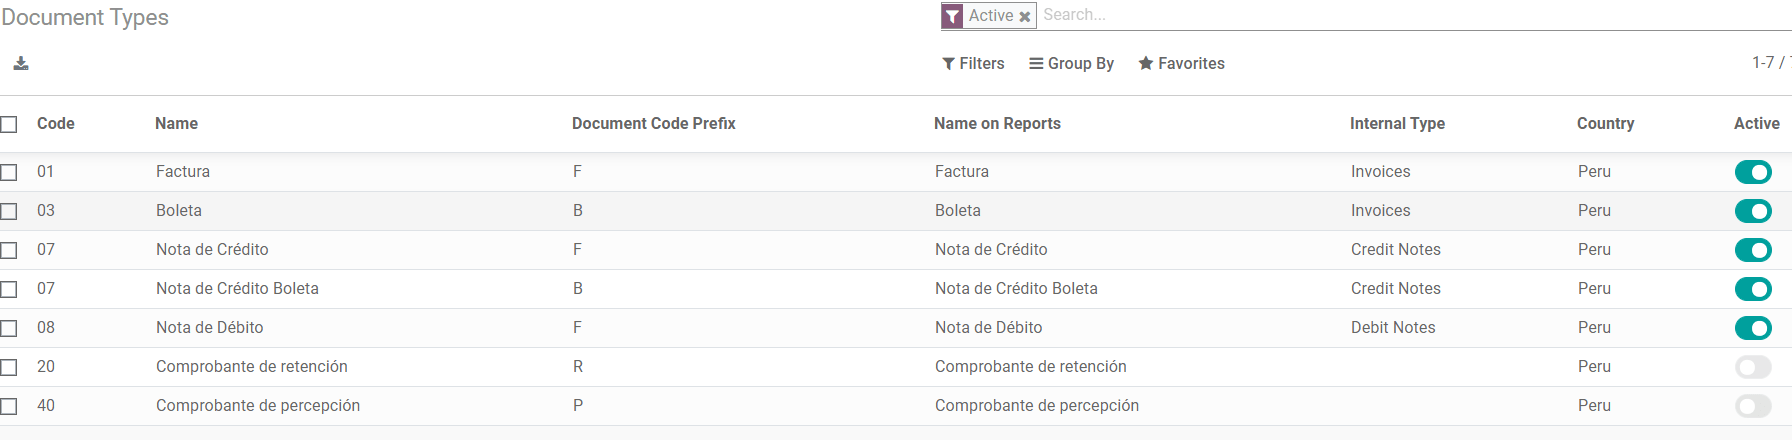 Document Types
Active Search...
Filters Group By Favorites 1-7 /
Code Name Document Code Prefix Name on Reports Internal Type Country Active
01 Factura F Factura Invoices Peru
03 Boleta B Boleta Invoices Peru
07 Nota de Crédito F Nota de Crédito Credit Notes Peru
07 Nota de Crédito Boleta B Nota de Crédito Boleta Credit Notes Peru
08 Nota de Débito F Nota de Débito Debit Notes Peru
20 Comprobante de retención R Comprobante de retención Peru
40 Comprobante de percepción P Comprobante de percepción Peru